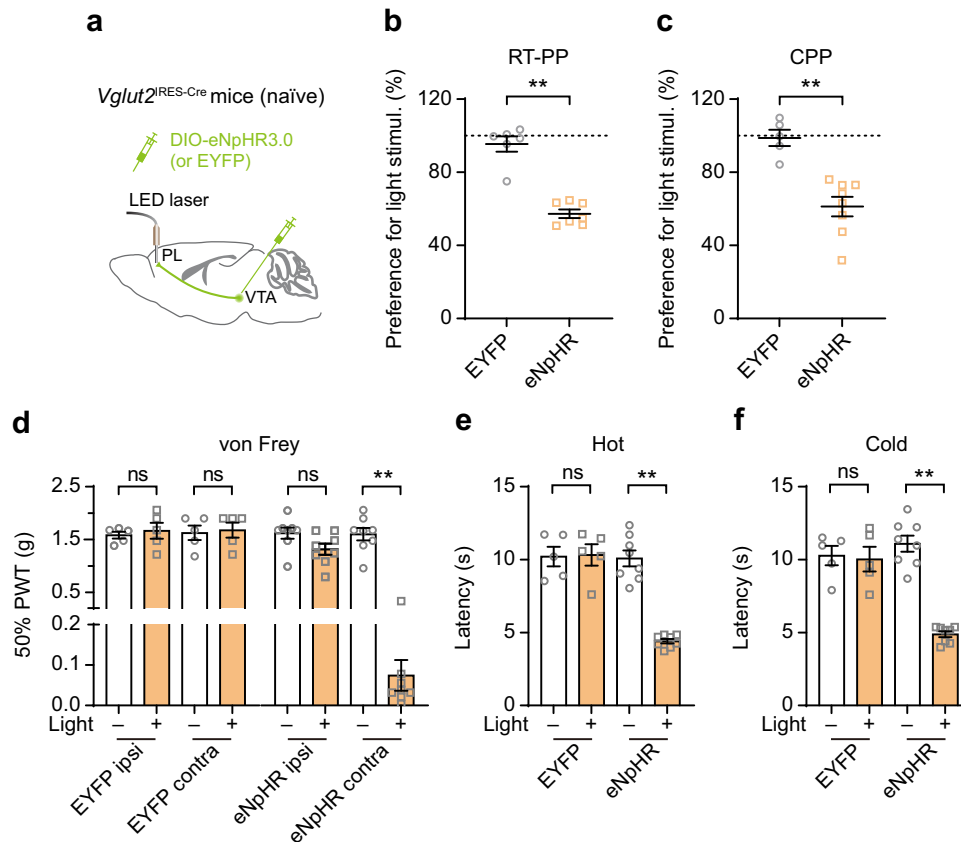 a
Vglut2IRES-Cre mice (naïve)
DIO-eNpHR3.0
(or EYFP)
LED laser
PL
VTA
b
RT-PP
**
Preference for light stimul. (%)
120
80
40
0
EYFP
eNpHR
c
CPP
**
Preference for light stimul. (%)
120
80
40
0
EYFP
eNpHR
d
von Frey
ns
ns
ns
**
50% PWT (g)
2.5
1.5
0.5
0.2
0.1
0.0
Light – + – + – + – +
EYFP ipsi
EYFP contra
eNpHR ipsi
eNpHR contra
e
Hot
ns
**
Latency (s)
15
10
5
0
– + – +
EYFP
eNpHR
f
Cold
ns
**
Latency (s)
15
10
5
0
Light – + – +
EYFP
eNpHR